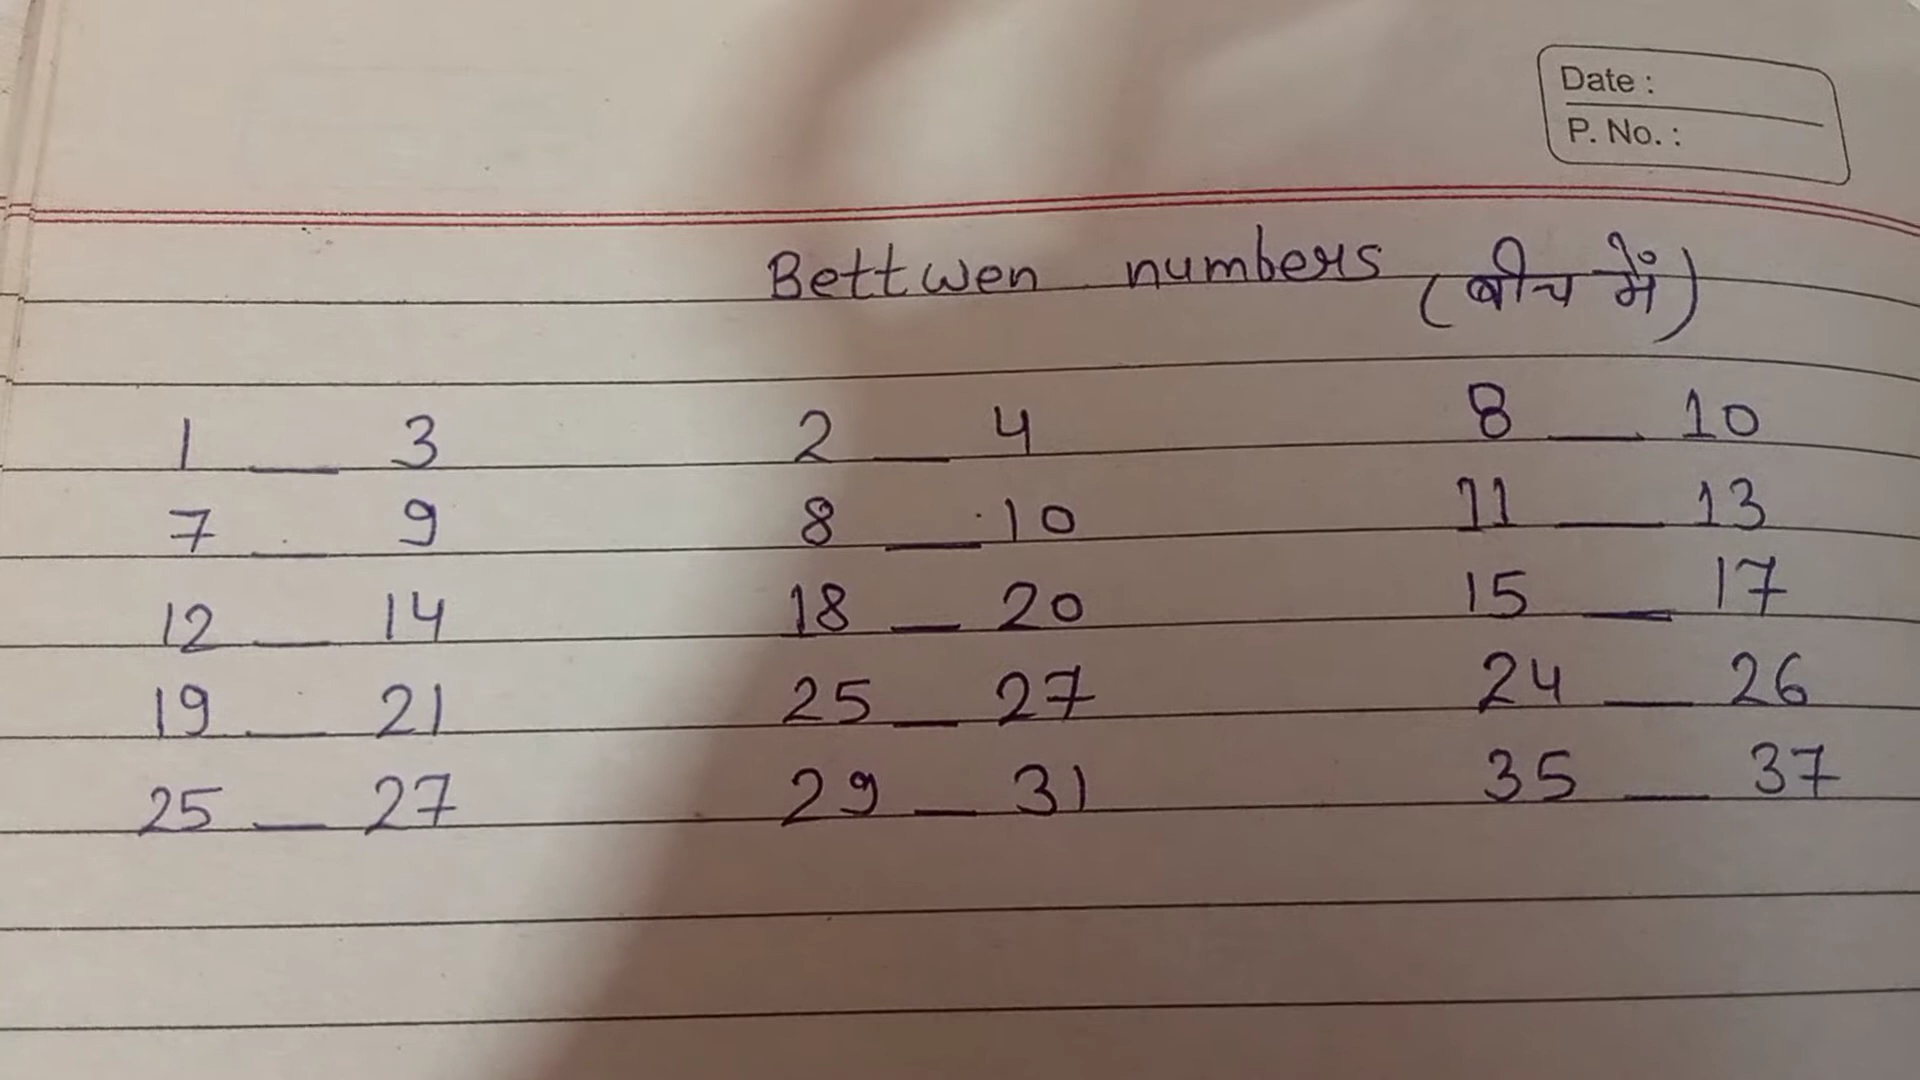 Date :
P. No. :
Bettwen numbers (बीच में)
1 __ 3 2 __ 4 8 __ 10
7 __ 9 8 __ 10 11 __ 13
12 __ 14 18 __ 20 15 __ 17
19 __ 21 25 __ 27 24 __ 26
25 __ 27 29 __ 31 35 __ 37